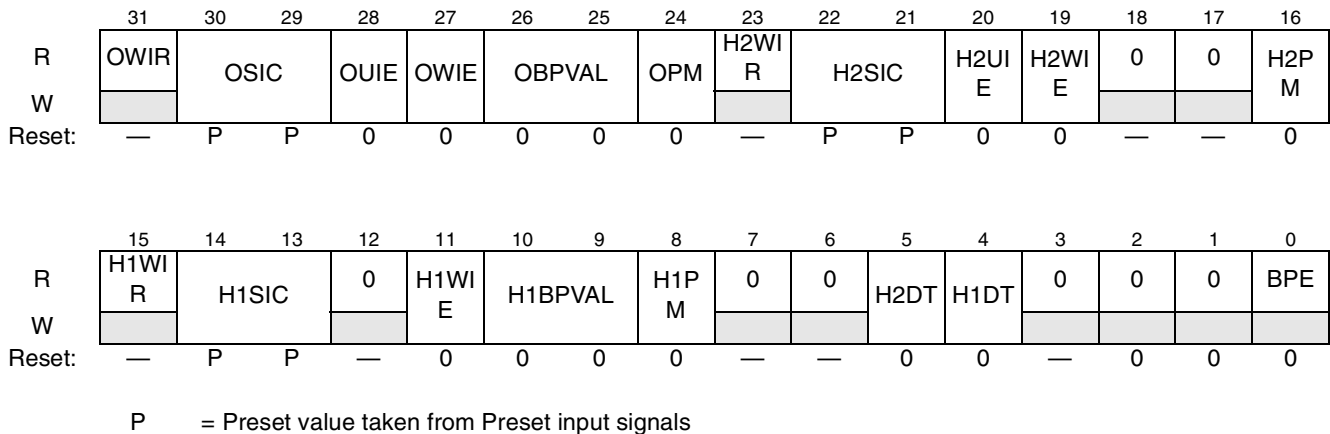 31 30 29 28 27 26 25 24 23 22 21 20 19 18 17 16
R OWIR OSIC OUIE OWIE OBPVAL OPM H2WI R H2SIC H2UI E H2WI E 0 0 H2P M
W
Reset: — P P 0 0 0 0 0 — P P 0 0 — — 0
15 14 13 12 11 10 9 8 7 6 5 4 3 2 1 0
R H1WI R H1SIC 0 H1WI E H1BPVAL H1P M 0 0 H2DT H1DT 0 0 0 BPE
W
Reset: — P P — 0 0 0 0 — — 0 0 — 0 0 0
P = Preset value taken from Preset input signals